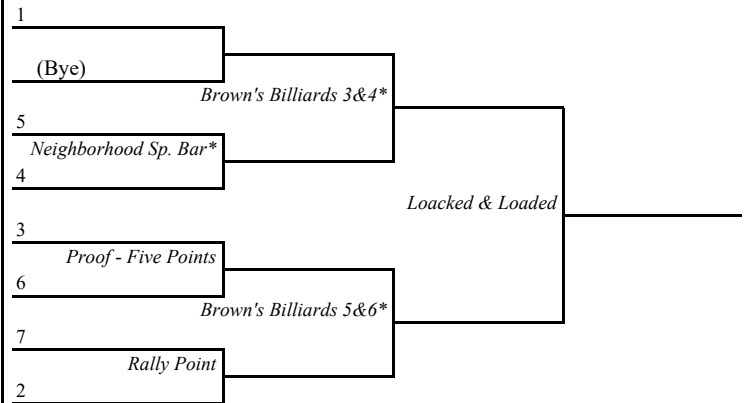 1
(Bye)
Brown's Billiards 3&4*
5
Neighborhood Sp. Bar*
4
Loacked & Loaded
3
Proof - Five Points
6
Brown's Billiards 5&6*
7
Rally Point
2